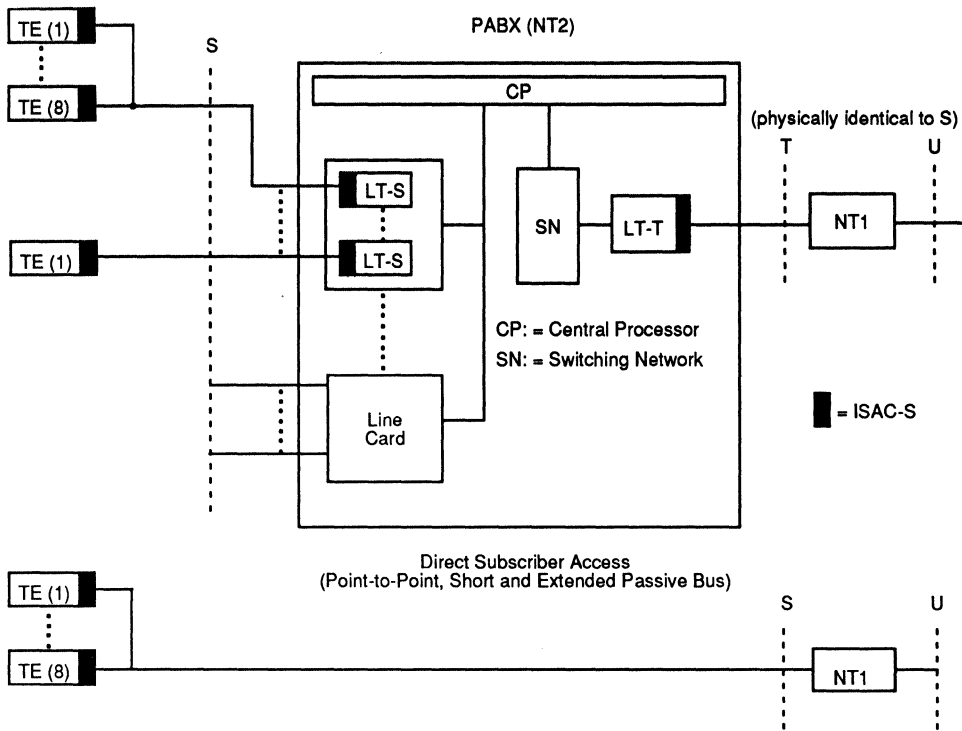 PABX (NT2)
TE (1)
S
TE (8)
CP
(physically identical to S)
T
U
LT-S
SN
LT-T
NT1
TE (1)
LT-S
CP: = Central Processor
SN: = Switching Network
Line
Card
= ISAC-S
Direct Subscriber Access
(Point-to-Point, Short and Extended Passive Bus)
TE (1)
S
U
TE (8)
NT1